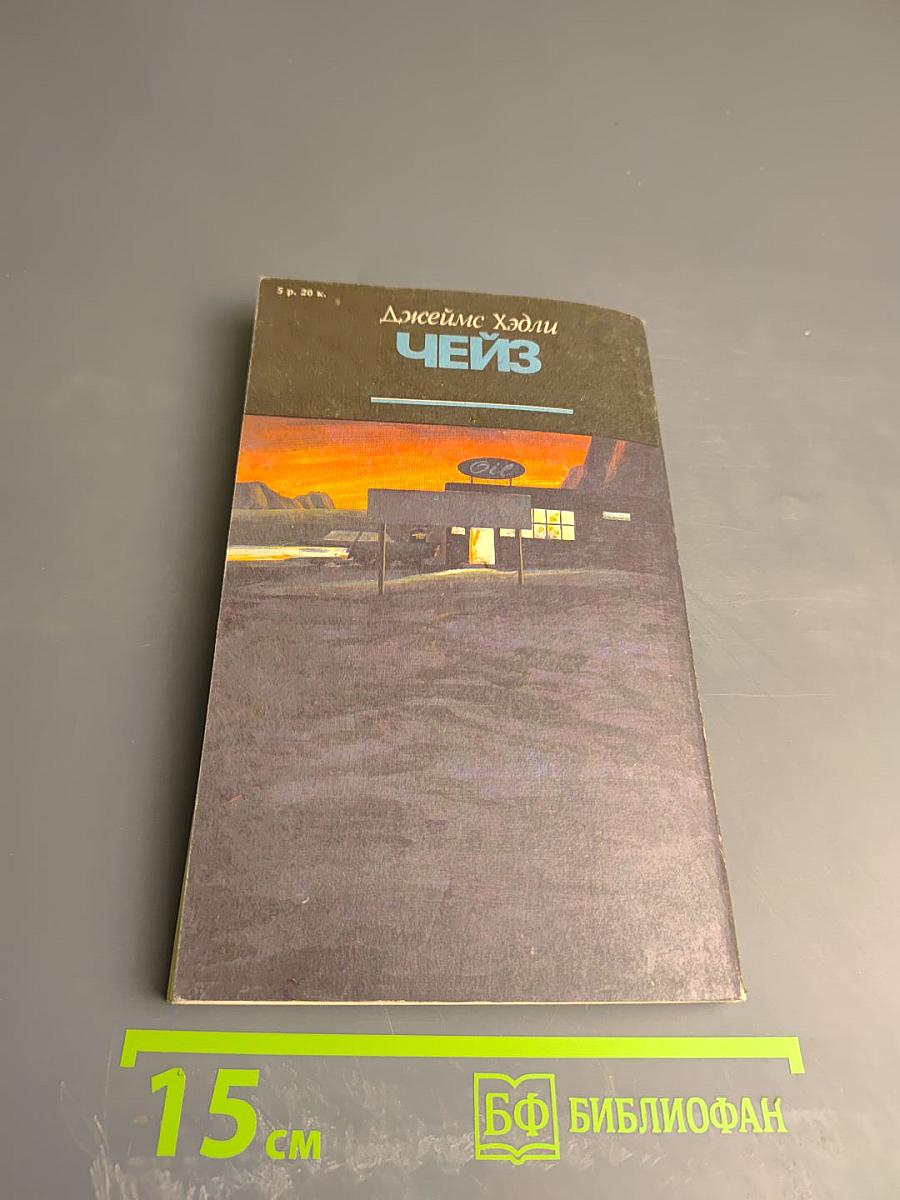 5 р. 20 к.
Джеймс Хэдли
ЧЕЙЗ
Oil
15 см
БФ БИБЛИОФАН